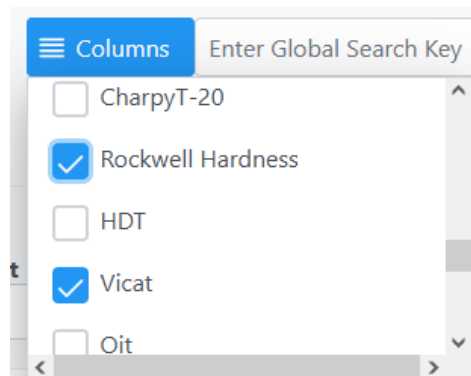 Columns Enter Global Search Key
CharpyT-20
Rockwell Hardness
HDT
t
Vicat
Oit